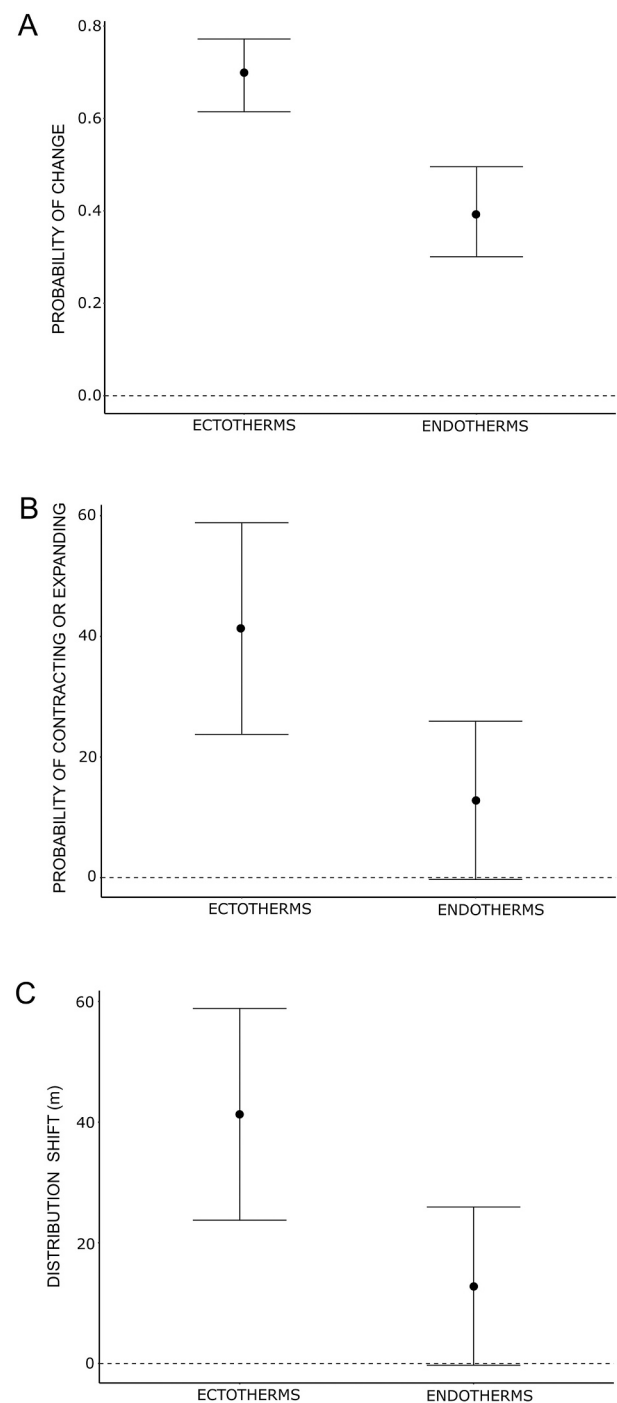 A
PROBABILITY OF CHANGE
0.8
0.6
0.4
0.2
0.0
ECTOTHERMS ENDOTHERMS
B
PROBABILITY OF CONTRACTING OR EXPANDING
60
40
20
0
ECTOTHERMS ENDOTHERMS
C
DISTRIBUTION SHIFT (m)
60
40
20
0
ECTOTHERMS ENDOTHERMS